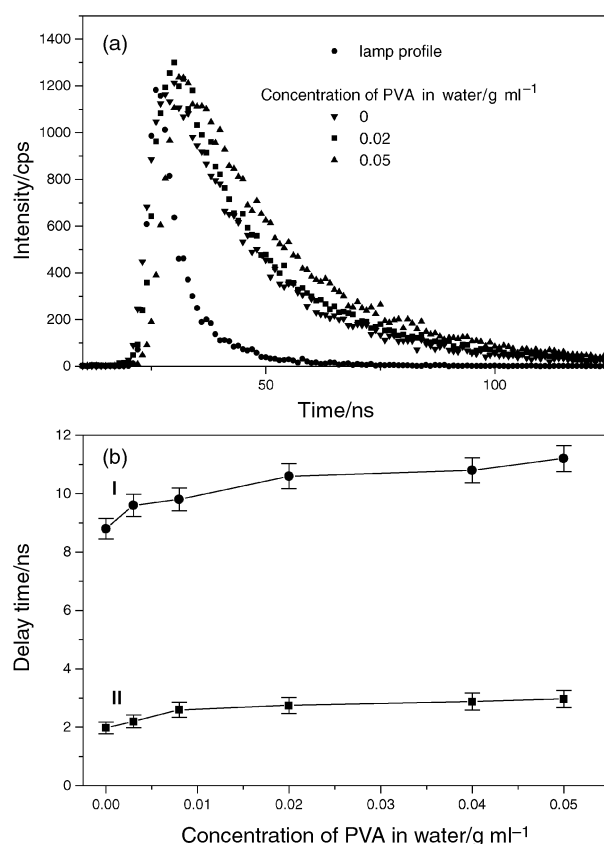 (a)
lamp profile
Concentration of PVA in water/g ml⁻¹
0
0.02
0.05
Intensity/cps
1400
1200
1000
800
600
400
200
0
50
100
Time/ns
(b)
I
II
Delay time/ns
12
10
8
6
4
2
0
0.00
0.01
0.02
0.03
0.04
0.05
Concentration of PVA in water/g ml⁻¹